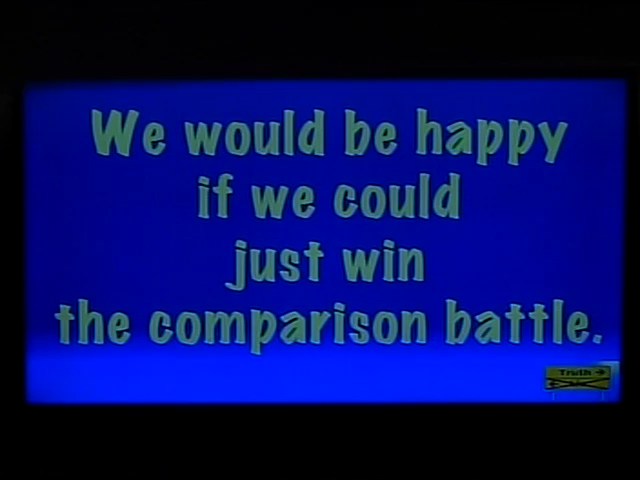 We would be happy
if we could
just win
the comparison battle.
Truth